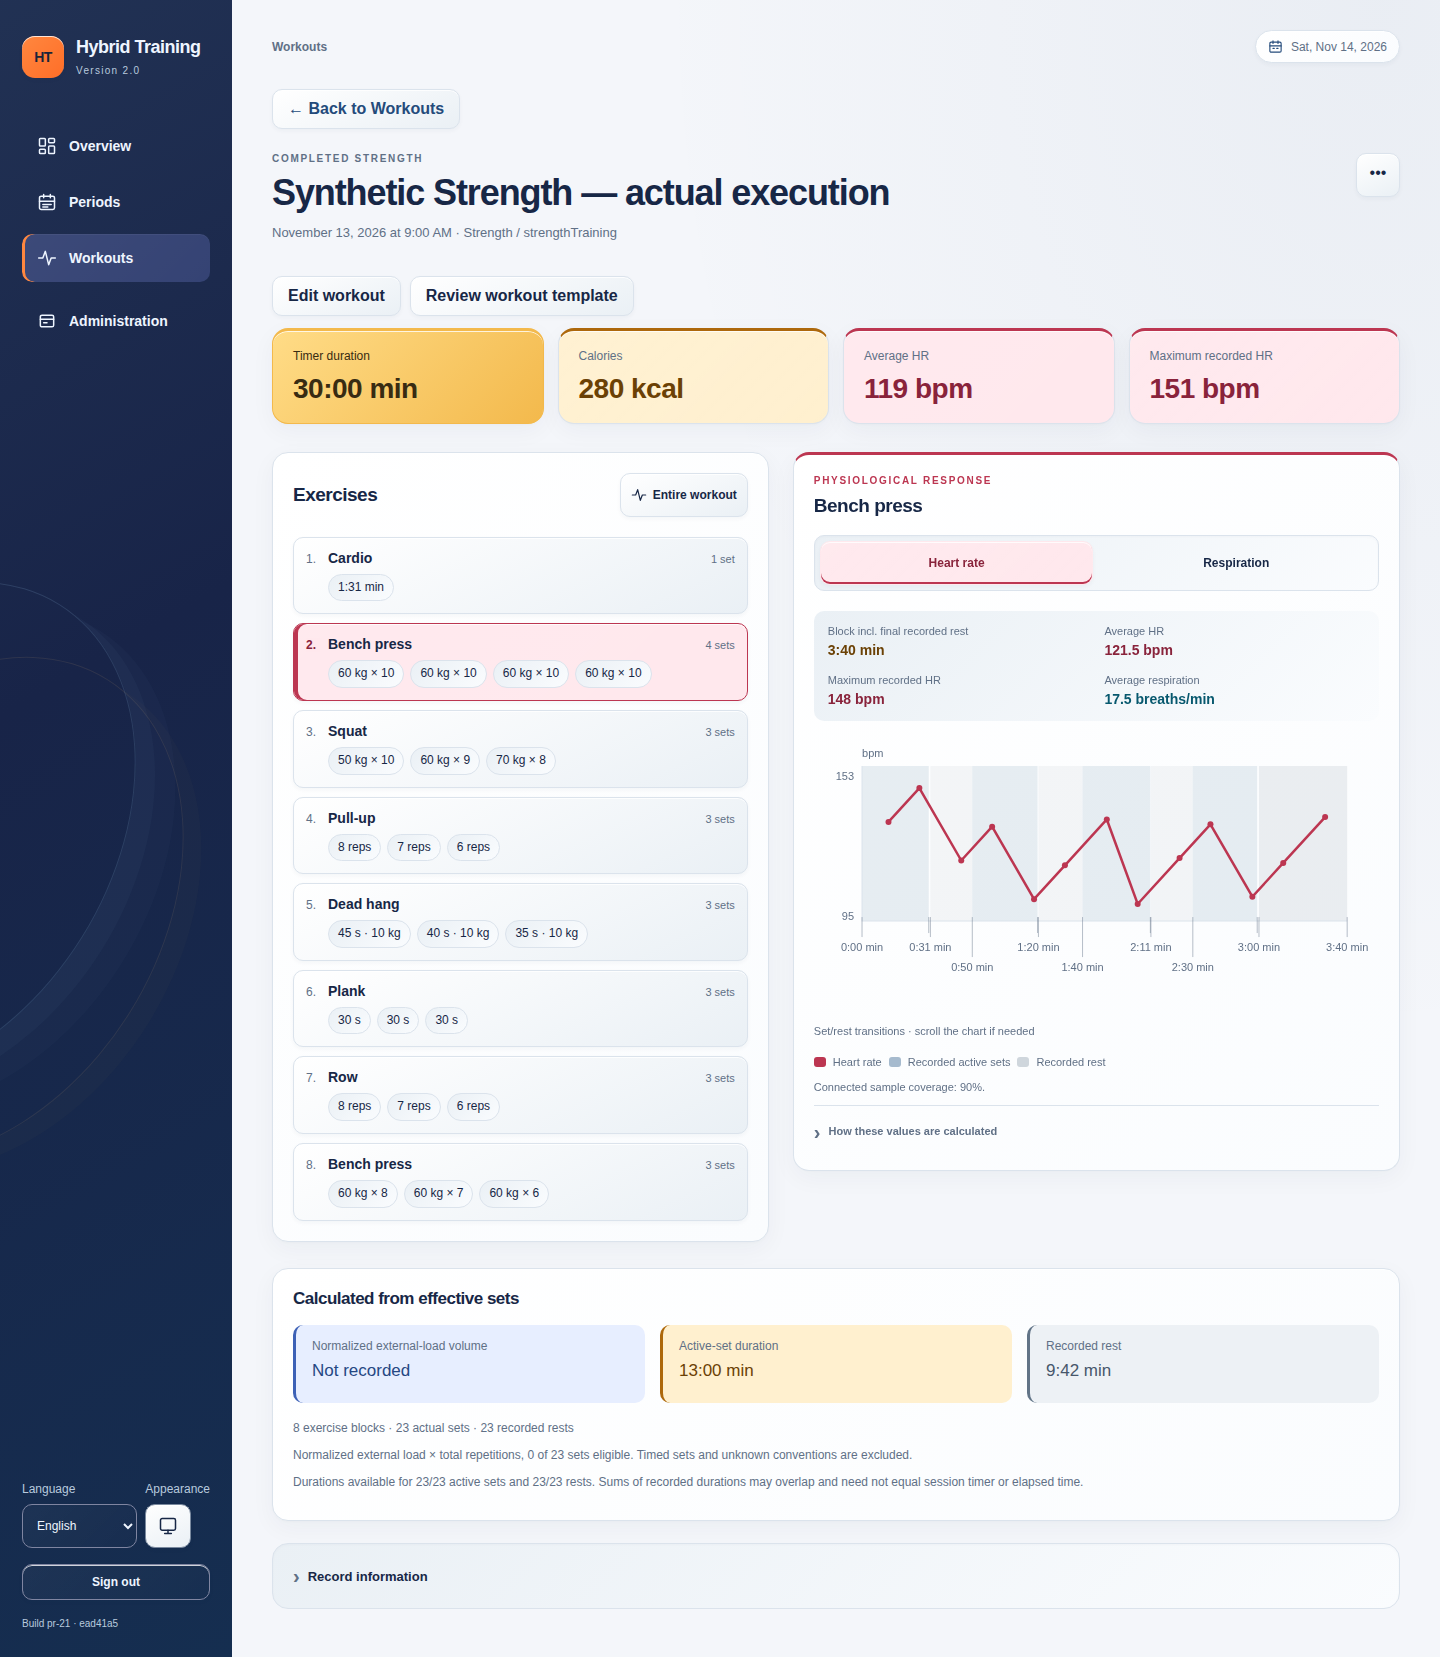 HT
Hybrid Training
Version 2.0
Overview
Periods
Workouts
Administration
Language
Appearance
English
Sign out
Build pr-21 · ead41a5
Workouts
Sat, Nov 14, 2026
← Back to Workouts
COMPLETED STRENGTH
Synthetic Strength — actual execution
•••
November 13, 2026 at 9:00 AM · Strength / strengthTraining
Edit workout
Review workout template
Timer duration
30:00 min
Calories
280 kcal
Average HR
119 bpm
Maximum recorded HR
151 bpm
Exercises
Entire workout
1. Cardio 1 set
1:31 min
2. Bench press 4 sets
60 kg × 10 60 kg × 10 60 kg × 10 60 kg × 10
3. Squat 3 sets
50 kg × 10 60 kg × 9 70 kg × 8
4. Pull-up 3 sets
8 reps 7 reps 6 reps
5. Dead hang 3 sets
45 s · 10 kg 40 s · 10 kg 35 s · 10 kg
6. Plank 3 sets
30 s 30 s 30 s
7. Row 3 sets
8 reps 7 reps 6 reps
8. Bench press 3 sets
60 kg × 8 60 kg × 7 60 kg × 6
PHYSIOLOGICAL RESPONSE
Bench press
Heart rate
Respiration
Block incl. final recorded rest
3:40 min
Average HR
121.5 bpm
Maximum recorded HR
148 bpm
Average respiration
17.5 breaths/min
bpm
153
95
0:00 min 0:31 min 1:20 min 2:11 min 3:00 min 3:40 min
0:50 min 1:40 min 2:30 min
Set/rest transitions · scroll the chart if needed
Heart rate Recorded active sets Recorded rest
Connected sample coverage: 90%.
› How these values are calculated
Calculated from effective sets
Normalized external-load volume
Not recorded
Active-set duration
13:00 min
Recorded rest
9:42 min
8 exercise blocks · 23 actual sets · 23 recorded rests
Normalized external load × total repetitions, 0 of 23 sets eligible. Timed sets and unknown conventions are excluded.
Durations available for 23/23 active sets and 23/23 rests. Sums of recorded durations may overlap and need not equal session timer or elapsed time.
› Record information